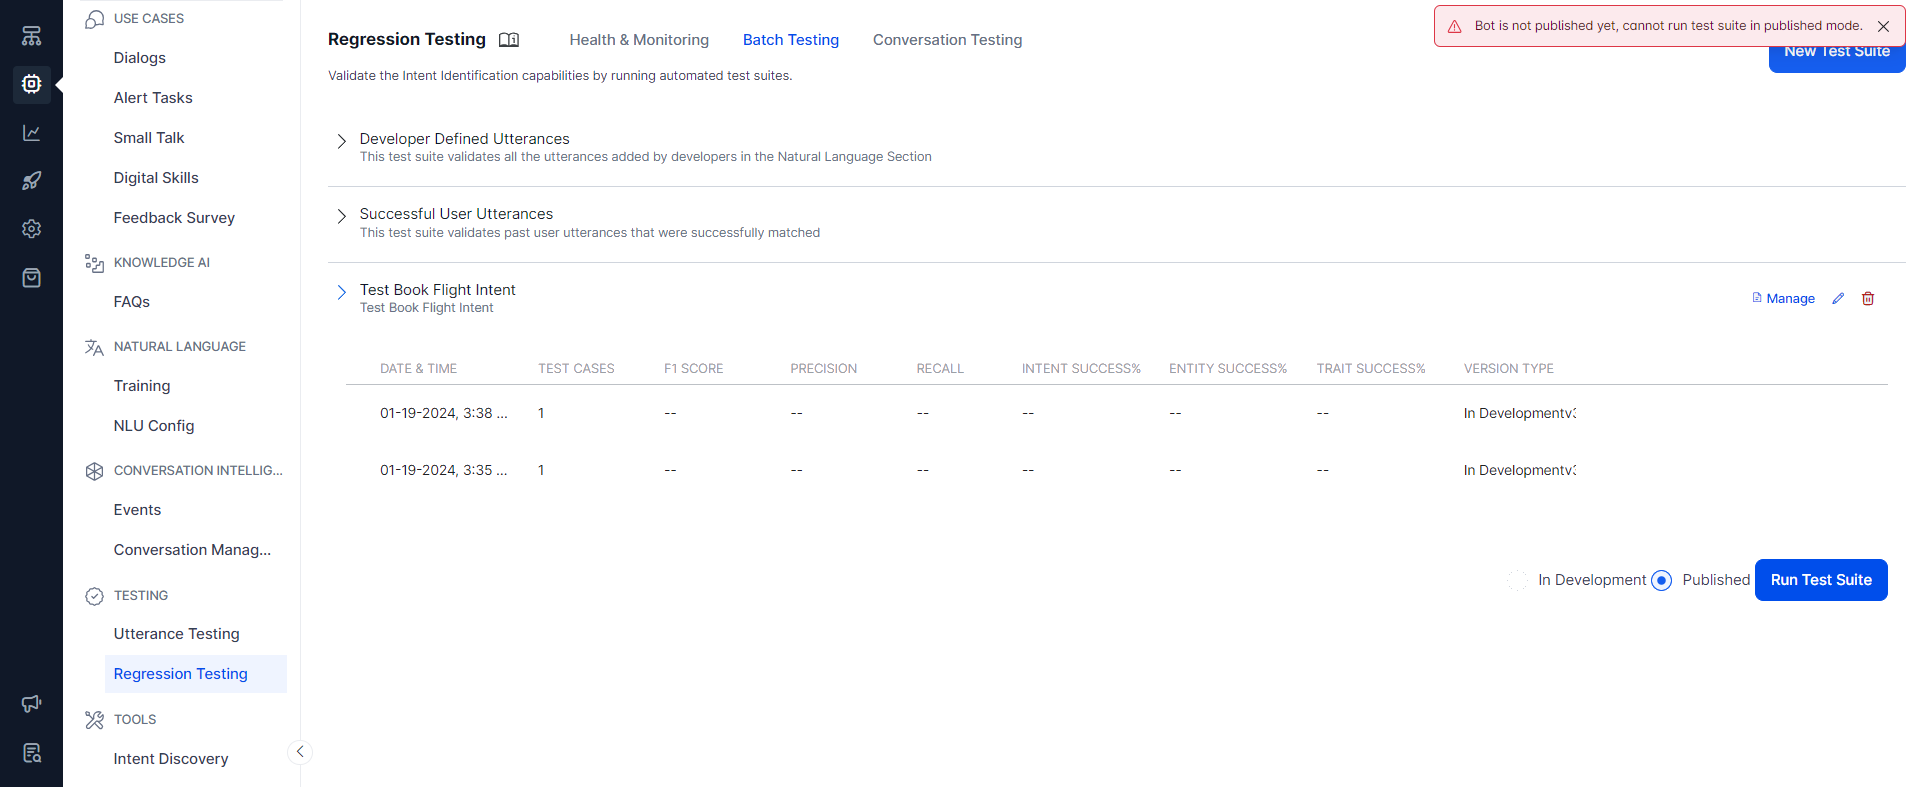 Bot is not published yet, cannot run test suite in published mode.
USE CASES
Dialogs
Alert Tasks
Small Talk
Digital Skills
Feedback Survey
KNOWLEDGE AI
FAQs
NATURAL LANGUAGE
Training
NLU Config
CONVERSATION INTELLIG...
Events
Conversation Manag...
TESTING
Utterance Testing
Regression Testing
TOOLS
Intent Discovery
Regression Testing Health & Monitoring Batch Testing Conversation Testing
New Test Suite
Validate the Intent Identification capabilities by running automated test suites.
Developer Defined Utterances
This test suite validates all the utterances added by developers in the Natural Language Section
Successful User Utterances
This test suite validates past user utterances that were successfully matched
Test Book Flight Intent
Test Book Flight Intent
Manage
DATE & TIME TEST CASES F1 SCORE PRECISION RECALL INTENT SUCCESS% ENTITY SUCCESS% TRAIT SUCCESS% VERSION TYPE
01-19-2024, 3:38 ... 1 -- -- -- -- -- -- In Developmentv3
01-19-2024, 3:35 ... 1 -- -- -- -- -- -- In Developmentv3
In Development Published Run Test Suite